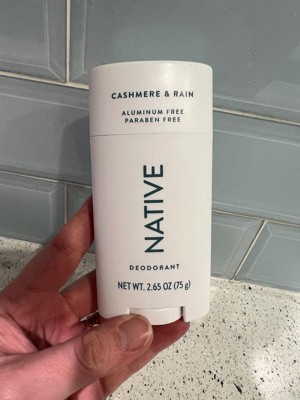 CASHMERE & RAIN
ALUMINUM FREE
PARABEN FREE
NATIVE
DEODORANT
NET WT. 2.65 OZ (75 g)